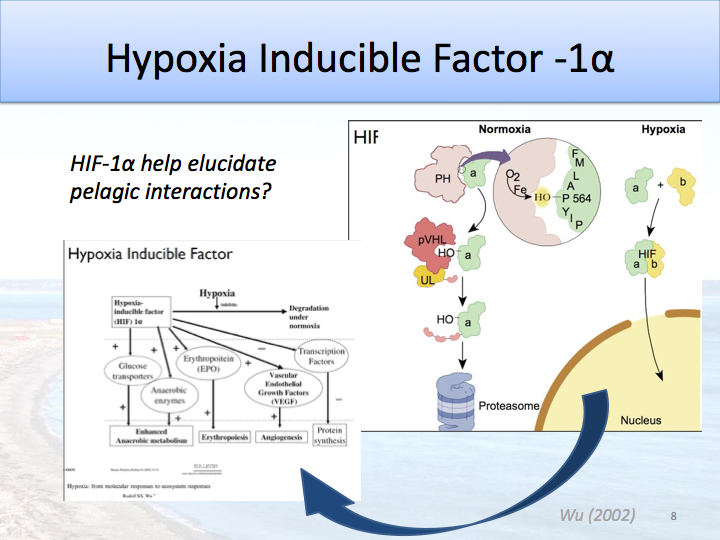 Hypoxia Inducible Factor -1α
HIF-1α help elucidate
pelagic interactions?
HIF
Normoxia
Hypoxia
PH
a
O2
Fe
HO
F
M
L
A
P 564
Y
I
P
a
+
b
pVHL
HO
a
UL
HIF
a b
HO
a
Proteasome
Nucleus
Hypoxia Inducible Factor
Hypoxia
Hypoxia-
inducible factor
(HIF) 1α
Degradation
under
normoxia
+
+
+
+
−
−
Glucose
transporters
Anaerobic
enzymes
Erythropoitein
(EPO)
Vascular
Endothelial
Growth Factors
(VEGF)
Transcription
Factors
+
+
+
+
−
Enhanced
Anaerobic metabolism
Erythropoiesis
Angiogenesis
Protein
synthesis
Hypoxia: from molecular responses to ecosystem responses
Rudolf S.S. Wu *
Wu (2002)
8